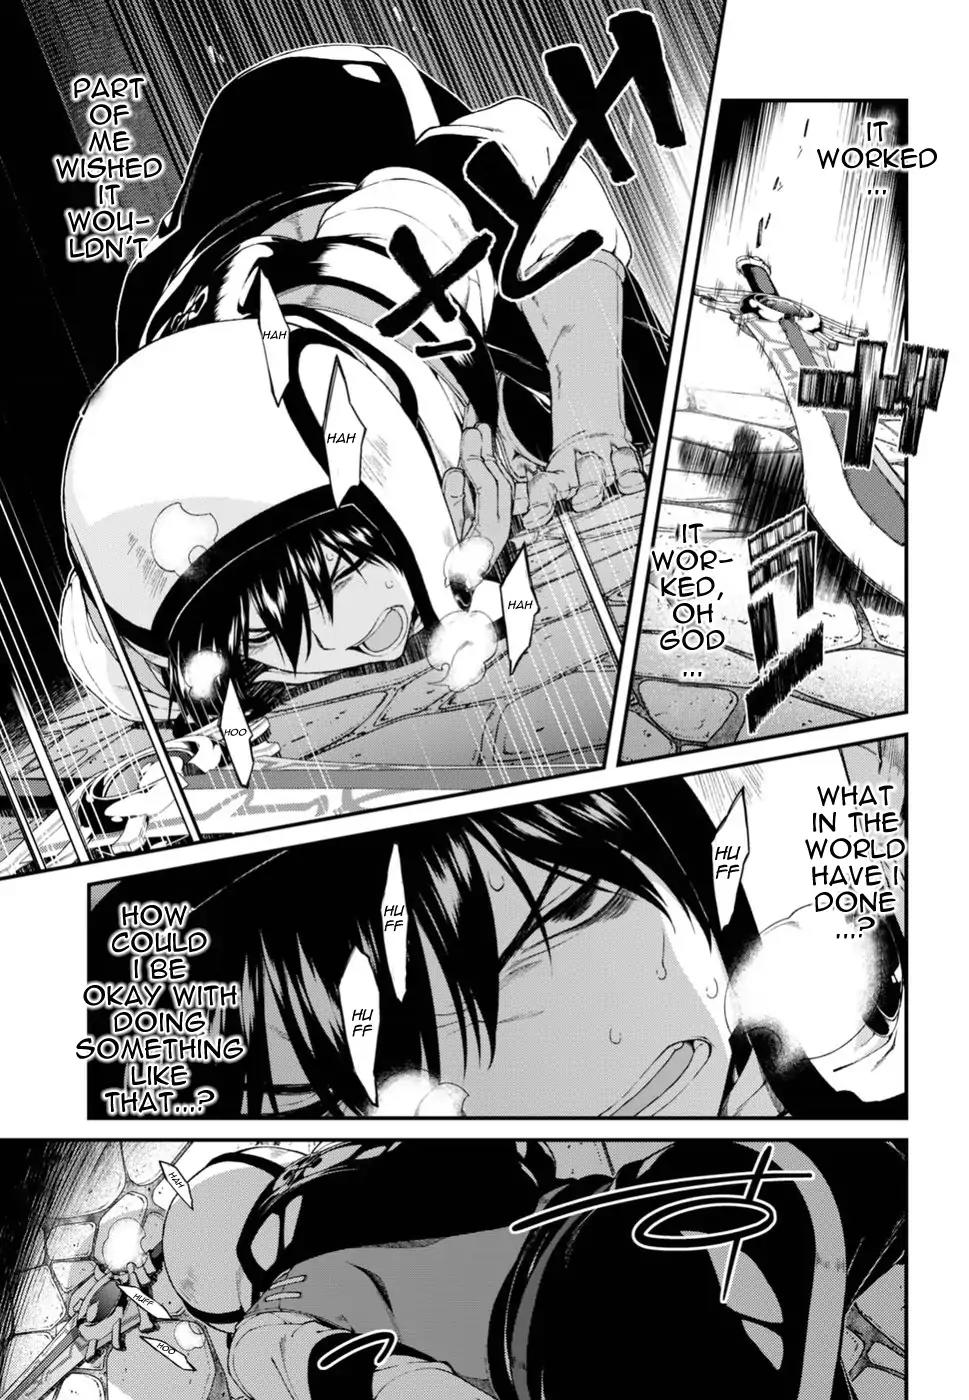 IT
WORKED
...
IT
WOR-
KED,
OH
GOD
...
PART
OF
ME
WISHED
IT
WOU-
LDN'T
HAH
HAH
HAH
HOO
WHAT
IN THE
WORLD
HAVE I
DONE
...?
HU
FF
HU
FF
HU
FF
HOW
COULD
I BE
OKAY WITH
DOING
SOMETHING
LIKE
THAT...?
HAH
HUFF
HOO